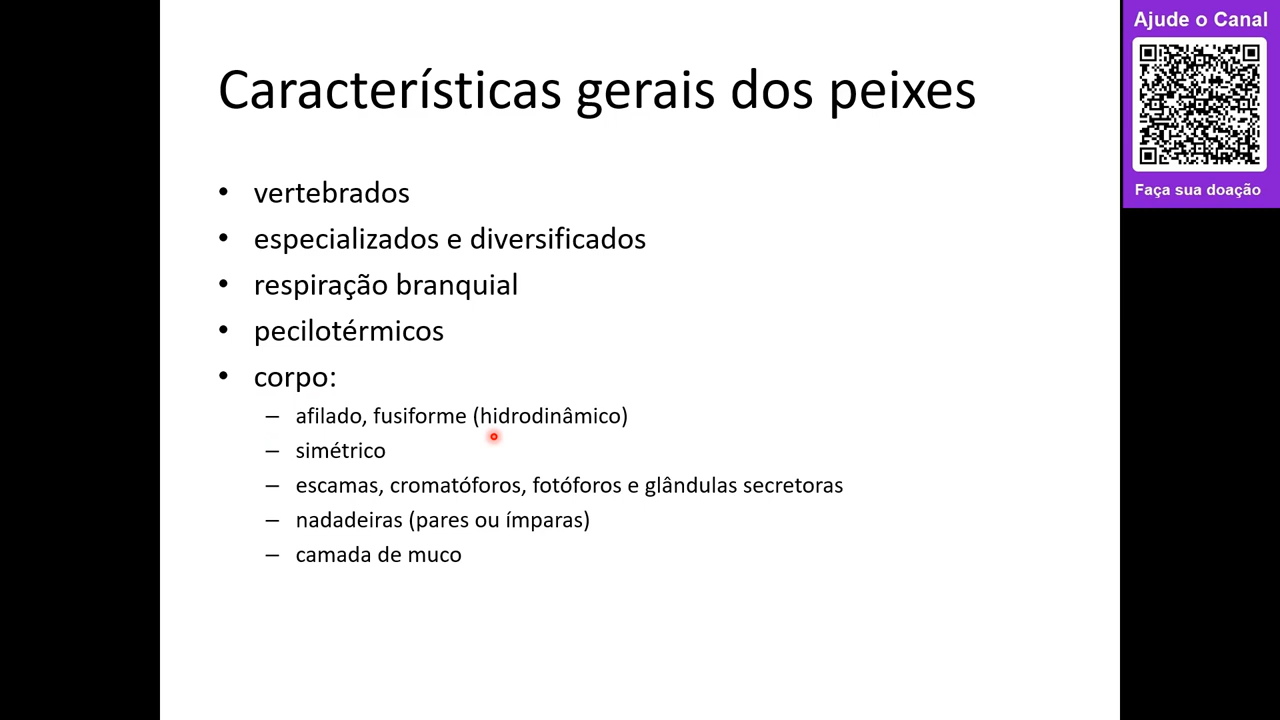 Características gerais dos peixes
• vertebrados
• especializados e diversificados
• respiração branquial
• pecilotérmicos
• corpo:
– afilado, fusiforme (hidrodinâmico)
– simétrico
– escamas, cromatóforos, fotóforos e glândulas secretoras
– nadadeiras (pares ou ímparas)
– camada de muco
Ajude o Canal
Faça sua doação